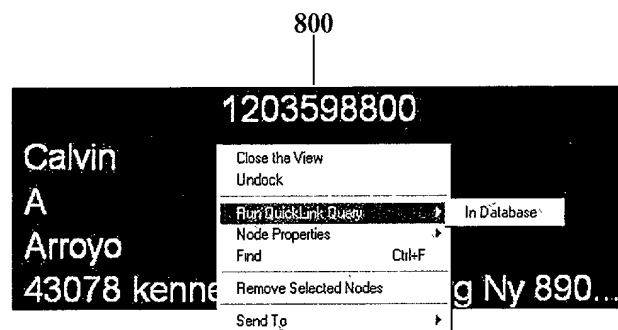 800
1203598800
Calvin
A
Arroyo
43078 kenne
g Ny 890...
Close the View
Undock
Run QuickLink Query
In Database
Node Properties
Find Ctrl+F
Remove Selected Nodes
Send To